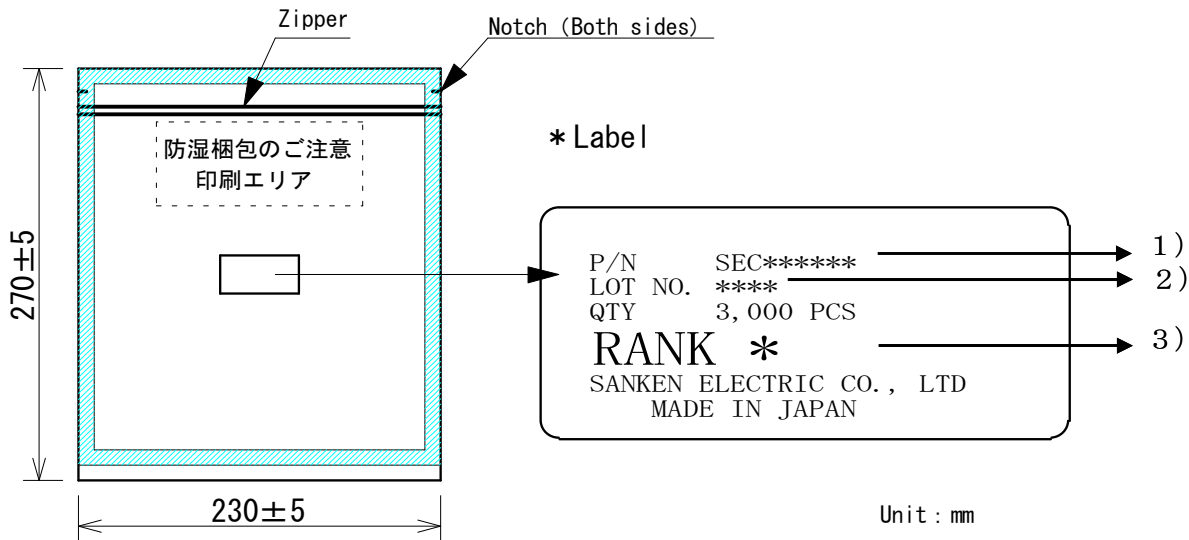 Zipper
Notch (Both sides)
防湿梱包のご注意
印刷エリア
270±5
230±5
* Label
P/N SEC******
LOT NO. ****
QTY 3,000 PCS
RANK *
SANKEN ELECTRIC CO., LTD
MADE IN JAPAN
1)
2)
3)
Unit : mm